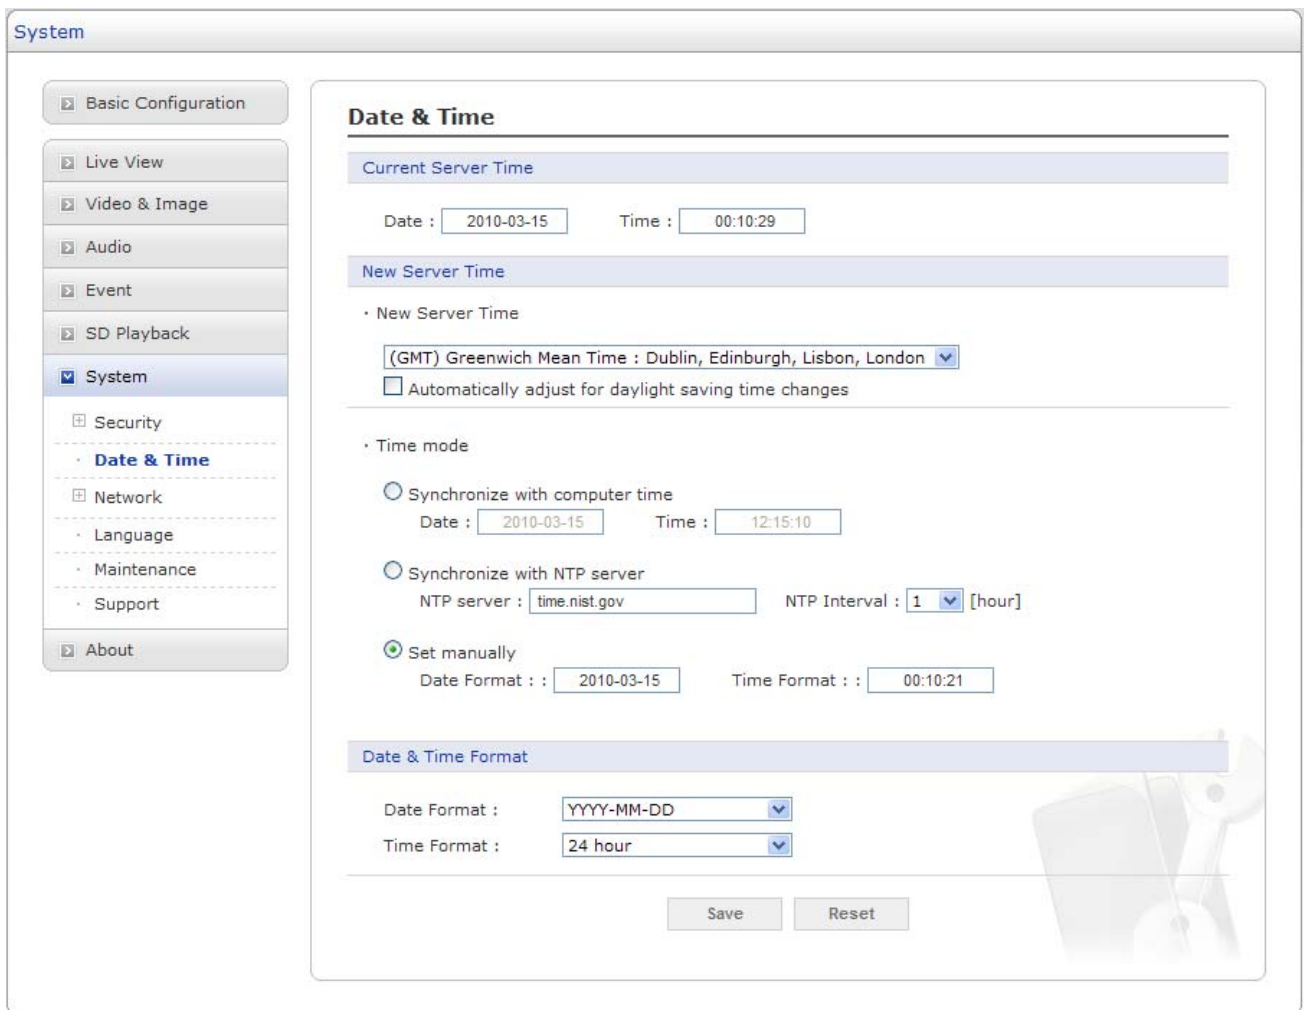 System
Basic Configuration
Live View
Video & Image
Audio
Event
SD Playback
System
Security
· Date & Time
Network
· Language
· Maintenance
· Support
About
Date & Time
Current Server Time
Date : 2010-03-15 Time : 00:10:29
New Server Time
· New Server Time
(GMT) Greenwich Mean Time : Dublin, Edinburgh, Lisbon, London
Automatically adjust for daylight saving time changes
· Time mode
Synchronize with computer time
Date : 2010-03-15 Time : 12:15:10
Synchronize with NTP server
NTP server : time.nist.gov NTP Interval : 1 [hour]
Set manually
Date Format : : 2010-03-15 Time Format : : 00:10:21
Date & Time Format
Date Format : YYYY-MM-DD
Time Format : 24 hour
Save Reset